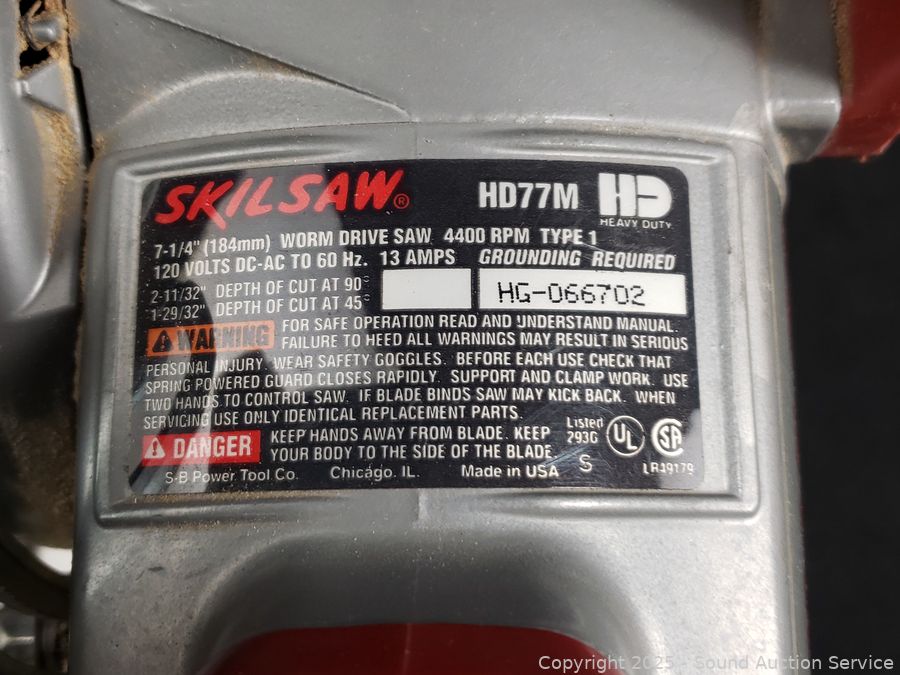 SKILSAW® HD77M HD
HEAVY DUTY
7-1/4" (184mm) WORM DRIVE SAW 4400 RPM TYPE 1
120 VOLTS DC-AC TO 60 Hz. 13 AMPS GROUNDING REQUIRED
2-11/32" DEPTH OF CUT AT 90° HG-066702
1-29/32" DEPTH OF CUT AT 45°
WARNING FOR SAFE OPERATION READ AND UNDERSTAND MANUAL.
FAILURE TO HEED ALL WARNINGS MAY RESULT IN SERIOUS
PERSONAL INJURY. WEAR SAFETY GOGGLES. BEFORE EACH USE CHECK THAT
SPRING POWERED GUARD CLOSES RAPIDLY. SUPPORT AND CLAMP WORK. USE
TWO HANDS TO CONTROL SAW. IF BLADE BINDS SAW MAY KICK BACK. WHEN
SERVICING USE ONLY IDENTICAL REPLACEMENT PARTS.
DANGER KEEP HANDS AWAY FROM BLADE. KEEP
YOUR BODY TO THE SIDE OF THE BLADE
Listed
293G UL SA
S-B Power Tool Co. Chicago, IL. Made in USA S LR49179
Copyright 2025 - Sound Auction Service